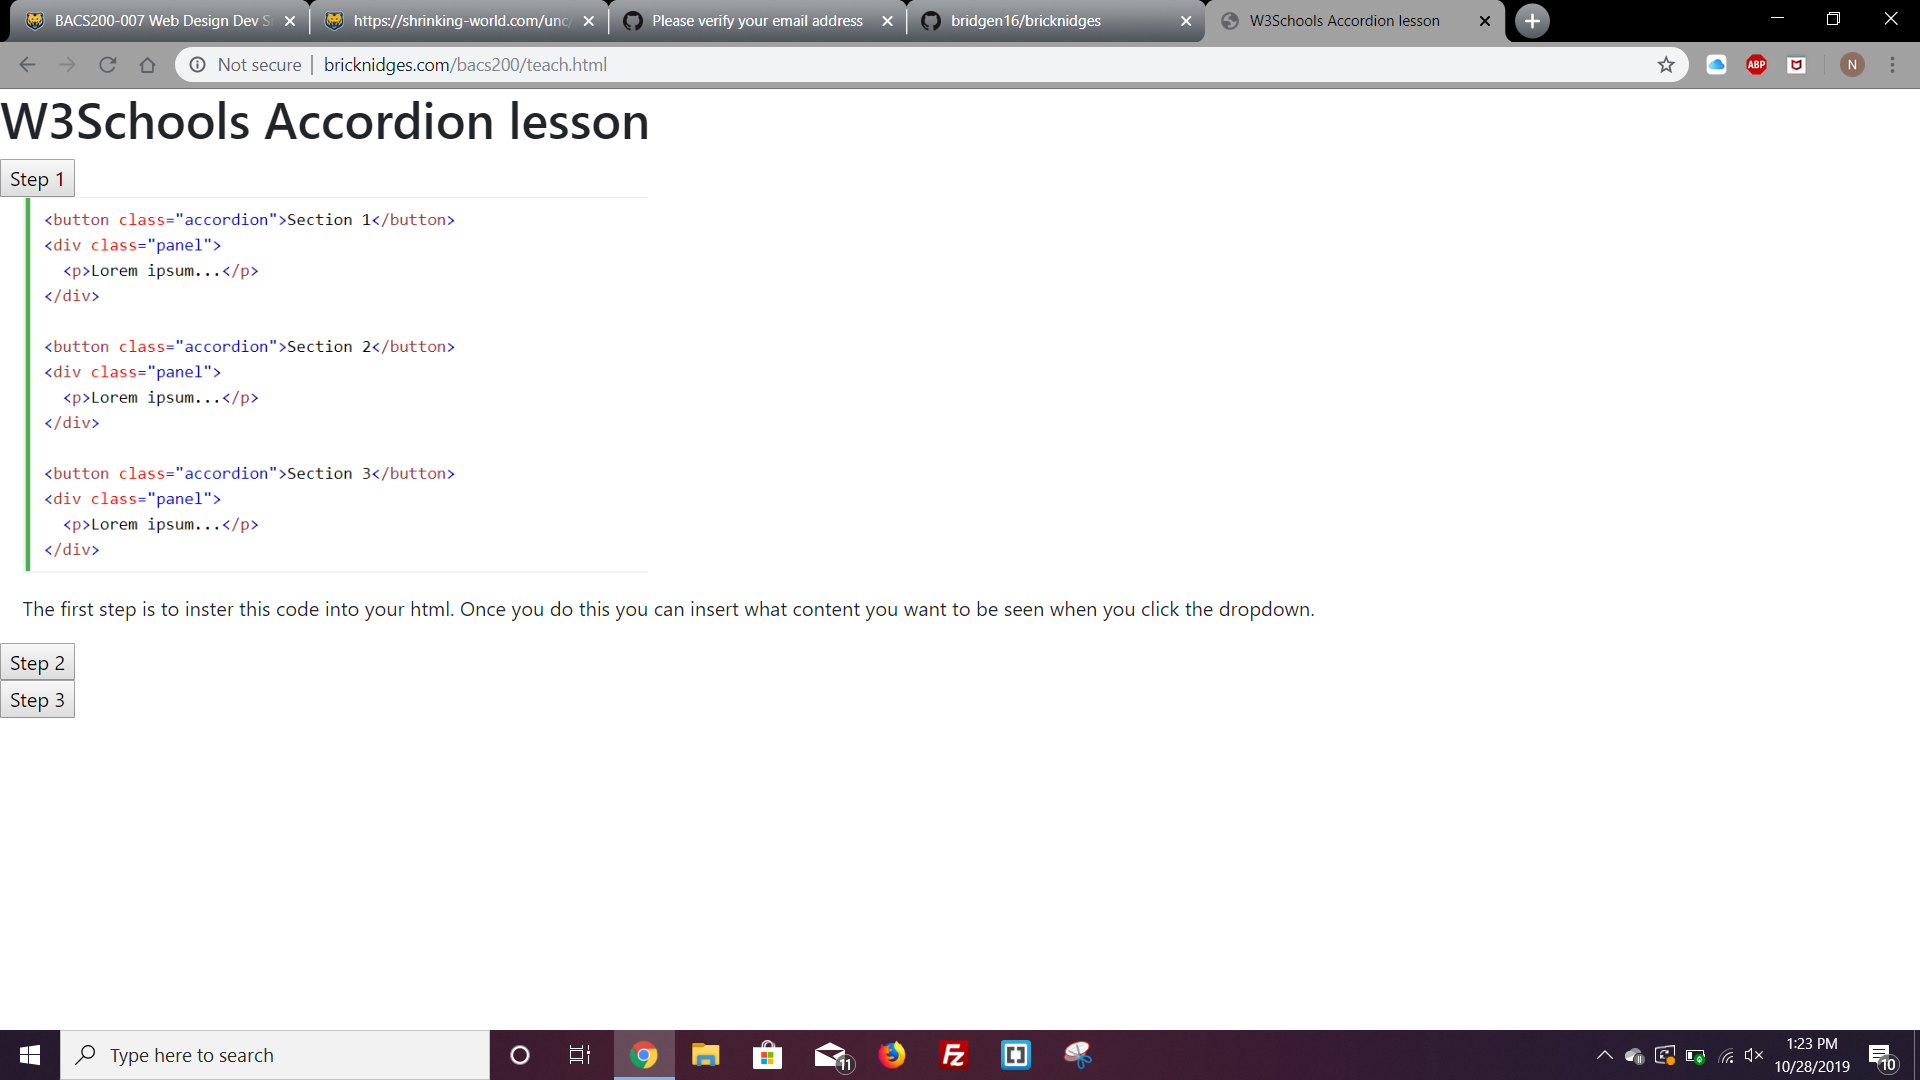 BACS200-007 Web Design Dev S
https://shrinking-world.com/unc/
Please verify your email address
bridgen16/bricknidges
W3Schools Accordion lesson
Not secure | bricknidges.com/bacs200/teach.html
ABP
N
W3Schools Accordion lesson
Step 1
<button class="accordion">Section 1</button>
<div class="panel">
<p>Lorem ipsum...</p>
</div>
<button class="accordion">Section 2</button>
<div class="panel">
<p>Lorem ipsum...</p>
</div>
<button class="accordion">Section 3</button>
<div class="panel">
<p>Lorem ipsum...</p>
</div>
The first step is to inster this code into your html. Once you do this you can insert what content you want to be seen when you click the dropdown.
Step 2
Step 3
Type here to search
11
Fz
1:23 PM
10/28/2019
10